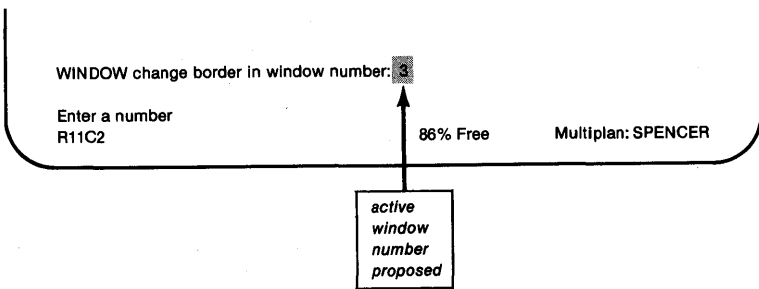 WINDOW change border in window number: 3
Enter a number
R11C2 86% Free Multiplan: SPENCER
active
window
number
proposed